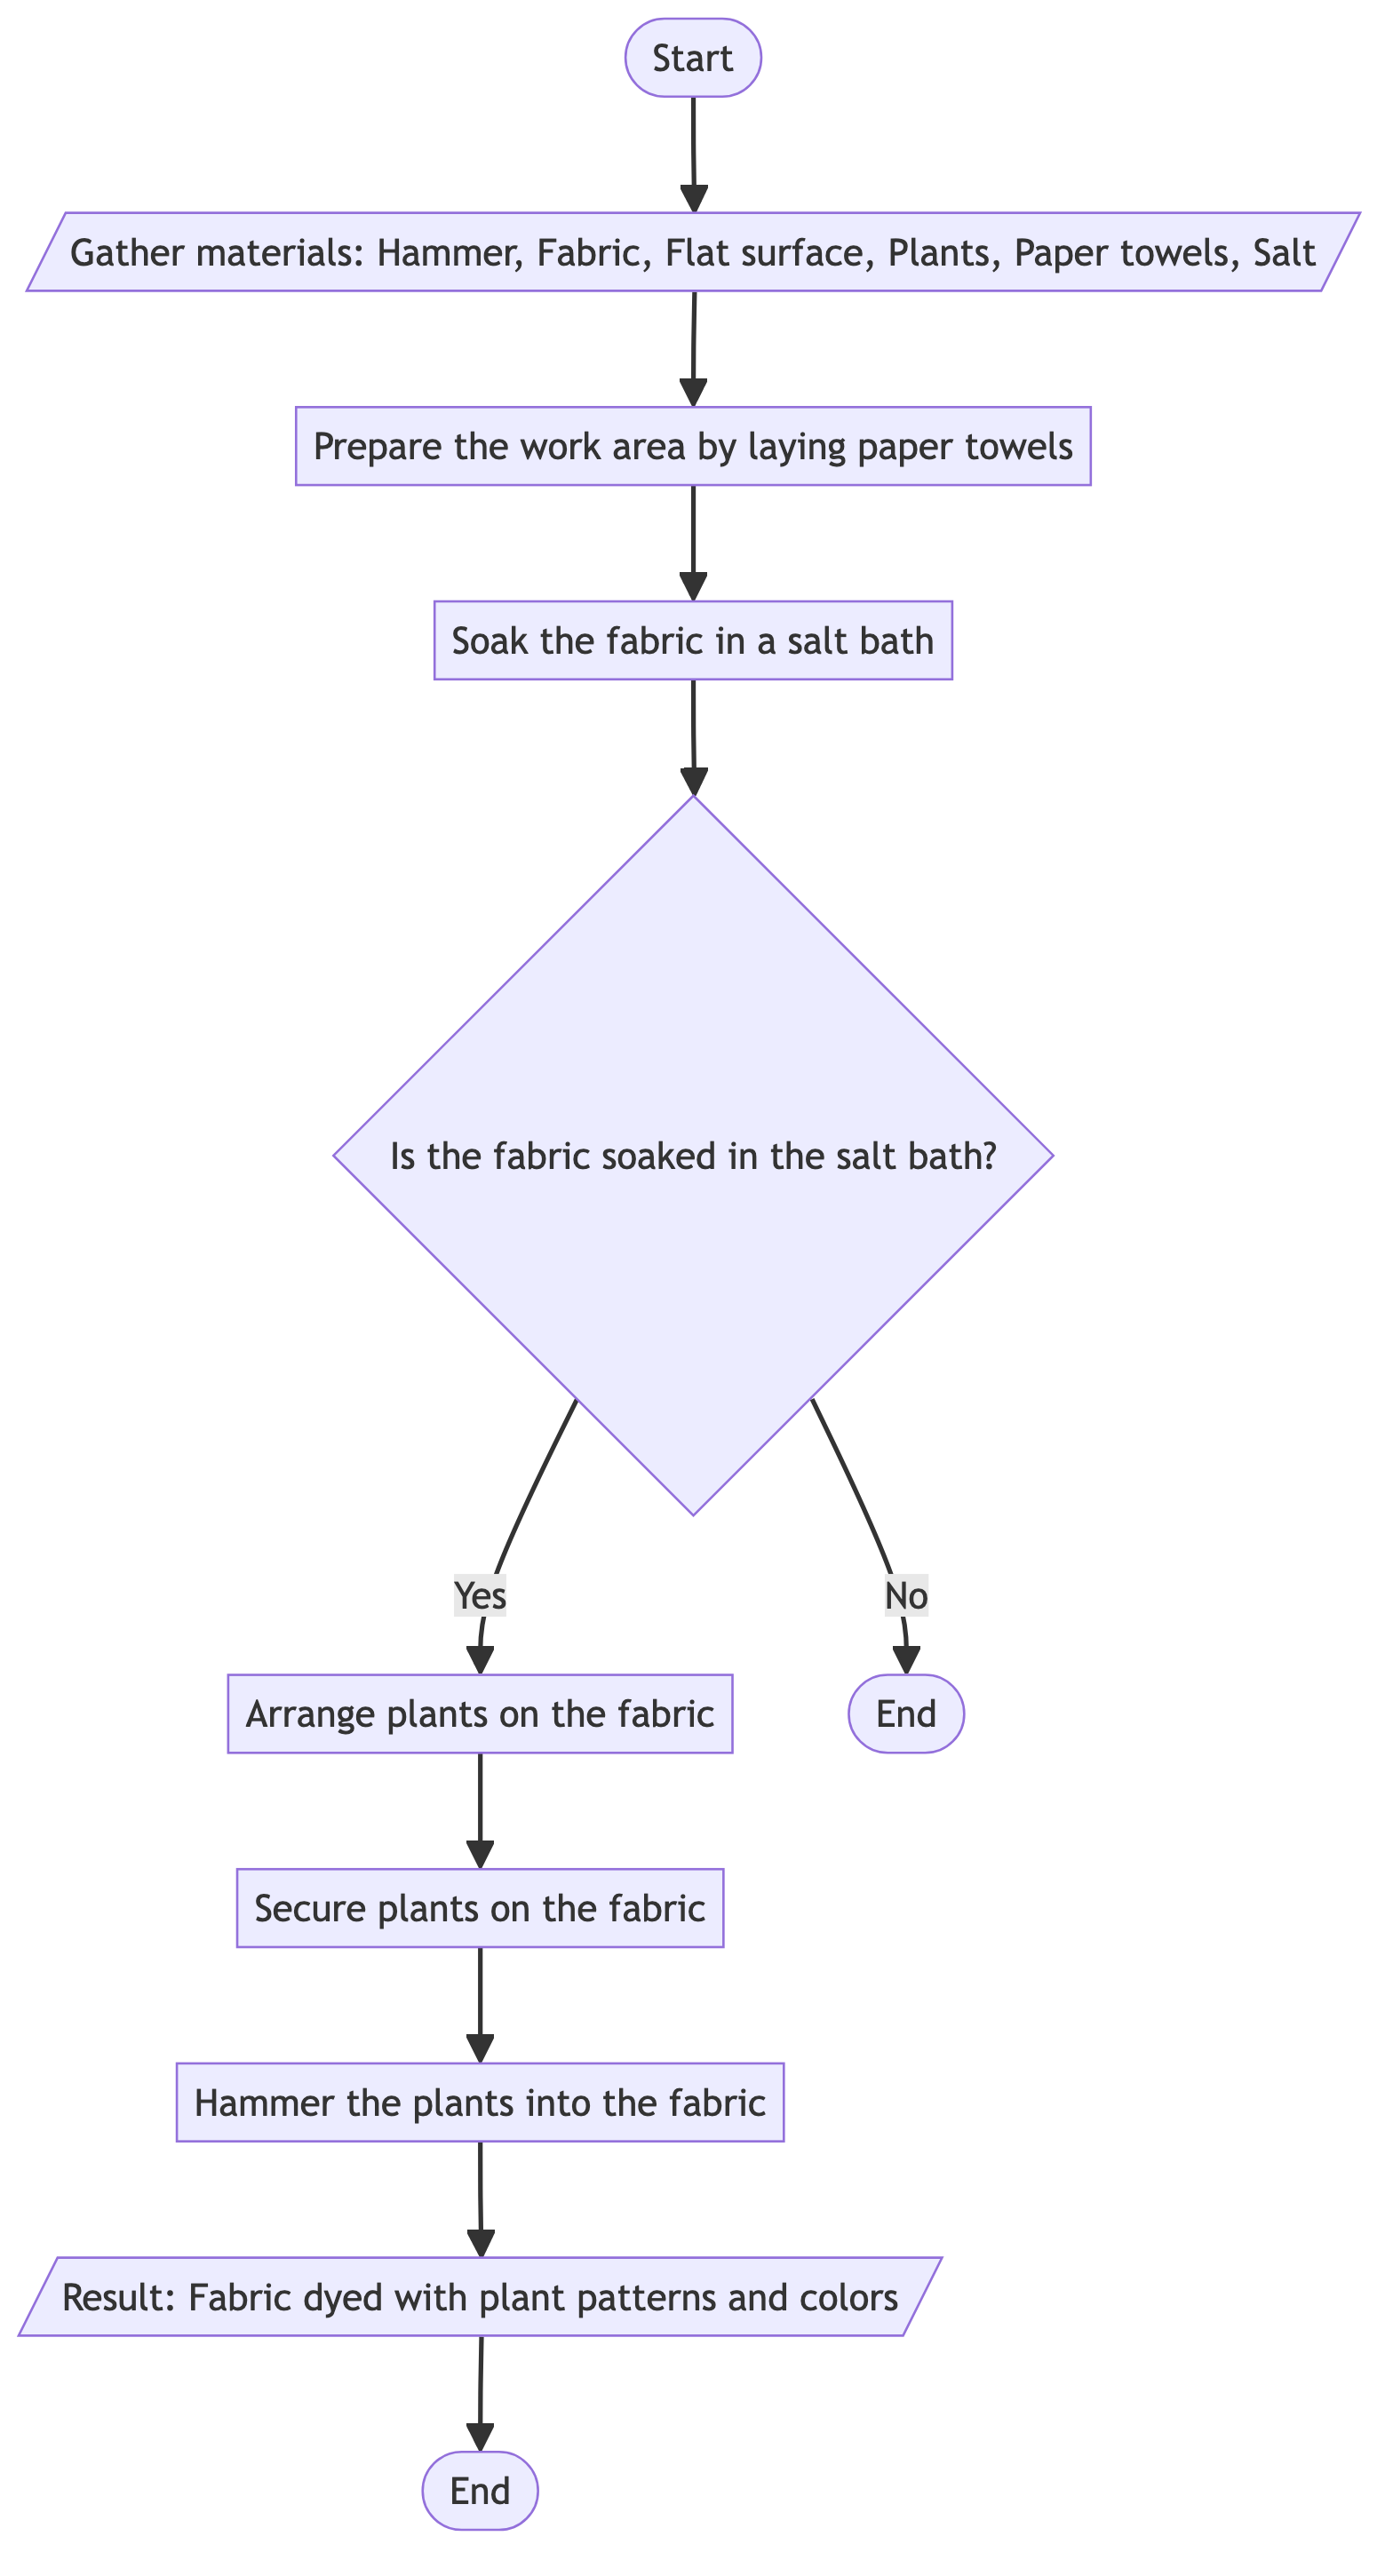 Start
Gather materials: Hammer, Fabric, Flat surface, Plants, Paper towels, Salt
Prepare the work area by laying paper towels
Soak the fabric in a salt bath
Is the fabric soaked in the salt bath?
Yes
No
Arrange plants on the fabric
End
Secure plants on the fabric
Hammer the plants into the fabric
Result: Fabric dyed with plant patterns and colors
End